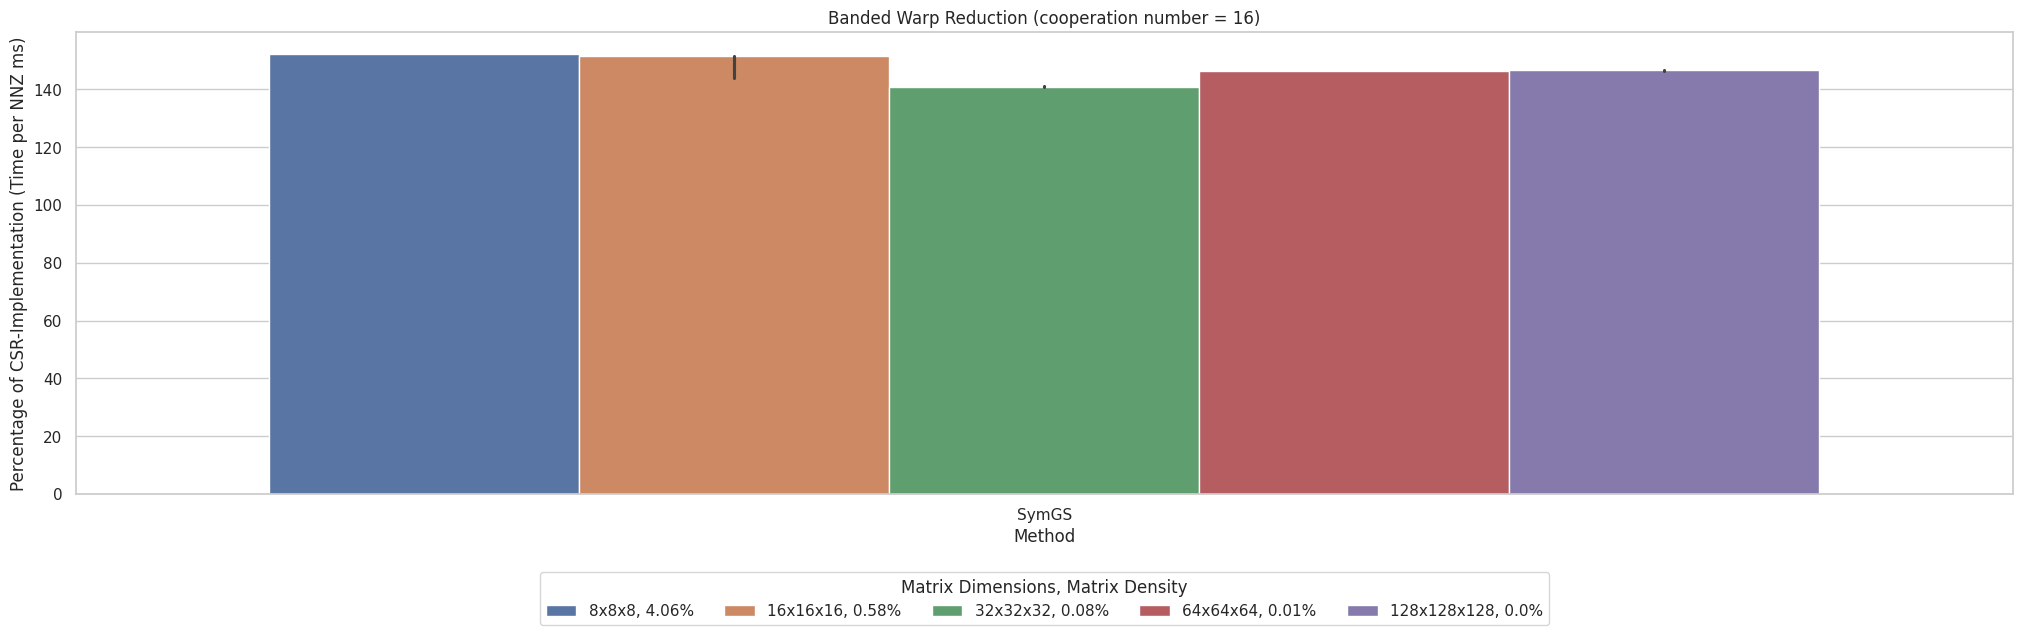 Banded Warp Reduction (cooperation number = 16)
Percentage of CSR-Implementation (Time per NNZ ms)
140
120
100
80
60
40
20
0
SymGS
Method
Matrix Dimensions, Matrix Density
8x8x8, 4.06% 16x16x16, 0.58% 32x32x32, 0.08% 64x64x64, 0.01% 128x128x128, 0.0%